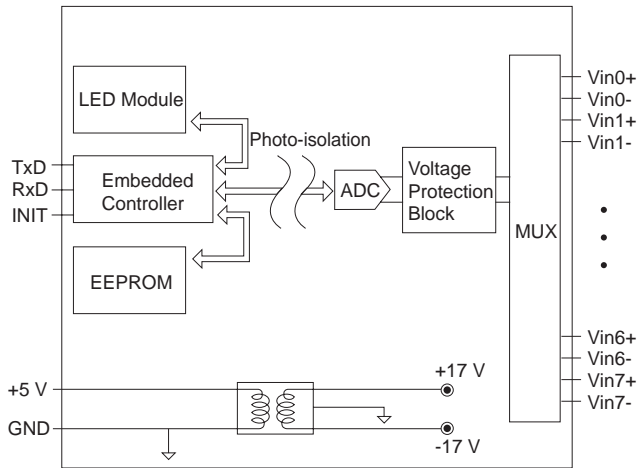 LED Module
Photo-isolation
TxD
RxD
INIT
Embedded
Controller
ADC
Voltage
Protection
Block
MUX
EEPROM
Vin0+
Vin0-
Vin1+
Vin1-
Vin6+
Vin6-
Vin7+
Vin7-
+5 V
GND
+17 V
-17 V